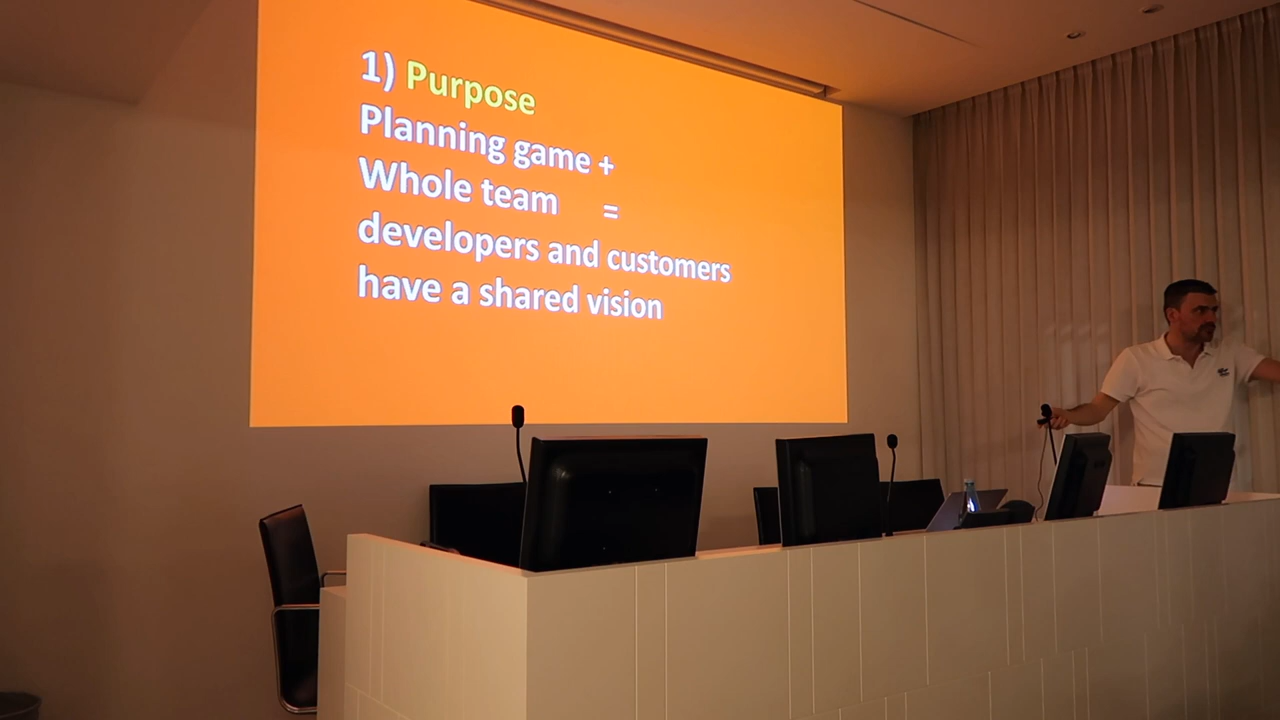 1) Purpose
Planning game +
Whole team =
developers and customers
have a shared vision